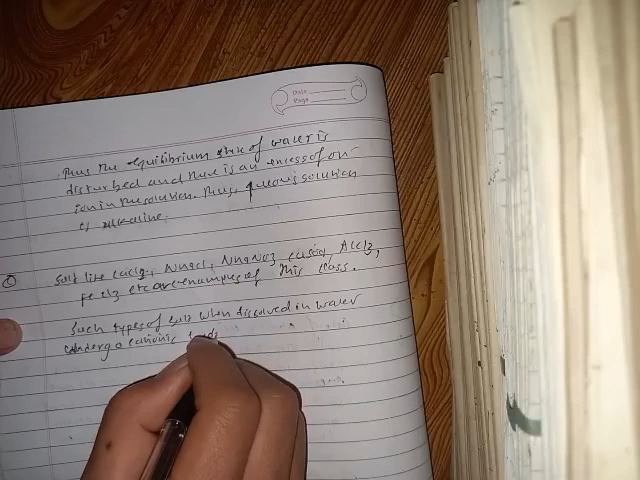 Date
Page
Thus the equilibrium state of water is
disturbed and there is an excess of OH-
ion in the solution. Thus, queous solution
is alkaline.
Salt like CuCl2, NH4Cl, NH4NO3 AlCl3,
FeCl3 etc are examples of this class.
Such types of salt when dissolved in water
undergo cationic